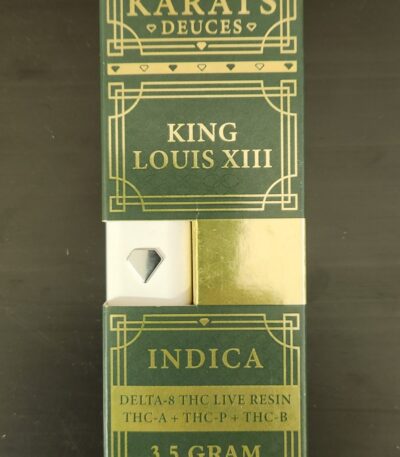 KARATS
DEUCES
KING
LOUIS XIII
INDICA
DELTA-8 THC LIVE RESIN
THC-A + THC-P + THC-B
3.5 GRAM